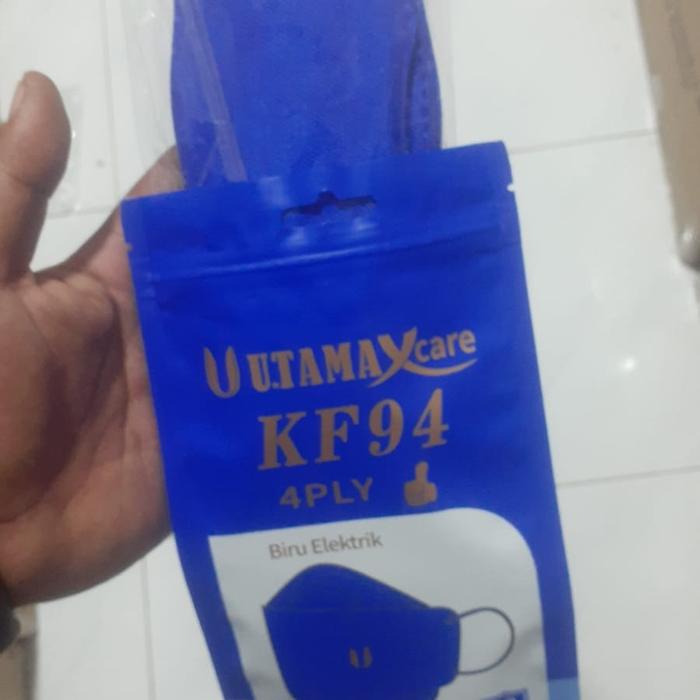 U UTAMAXcare
KF94
4PLY
Biru Elektrik
U